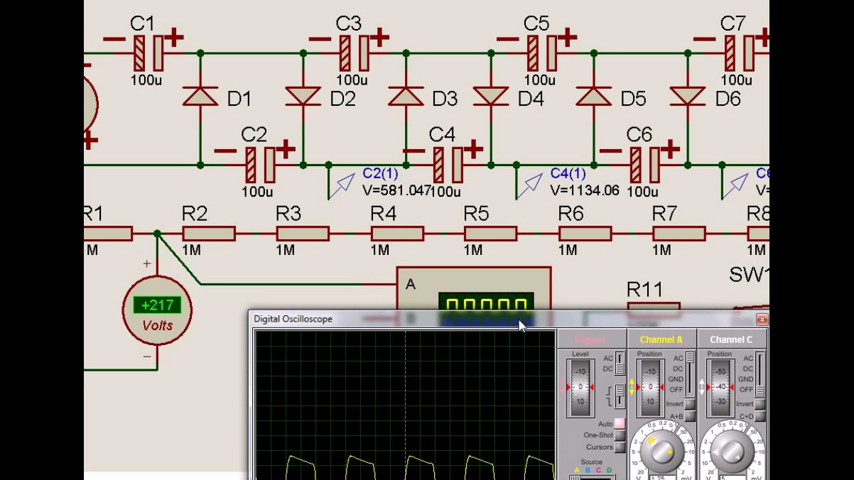 C1 C3 C5 C7
100u 100u 100u 100u
D1 D2 D3 D4 D5 D6
C2 C4 C6
C2(1) C4(1)
V=581.047 V=1134.06
100u 100u 100u
R1 R2 R3 R4 R5 R6 R7 R8
M 1M 1M 1M 1M 1M 1M 1M
+217
Volts
A
R11
SW1
Digital Oscilloscope
Channel A Channel C
Level Position Position
AC
DC
GND
OFF
Invert
A+B
AC
DC
GND
OFF
Invert
C+D
Auto
One-Shot
Cursors
Source
A B C D